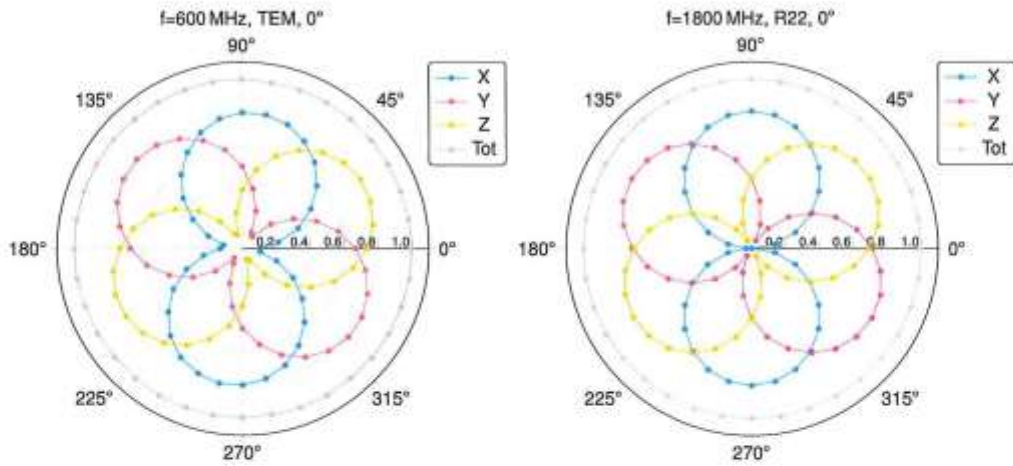 f=600 MHz, TEM, 0°
90°
135°
45°
X
Y
Z
Tot
180°
0.2 0.4 0.6 0.8 1.0
0°
225°
315°
270°
f=1800 MHz, R22, 0°
90°
135°
45°
X
Y
Z
Tot
180°
0.2 0.4 0.6 0.8 1.0
0°
225°
315°
270°